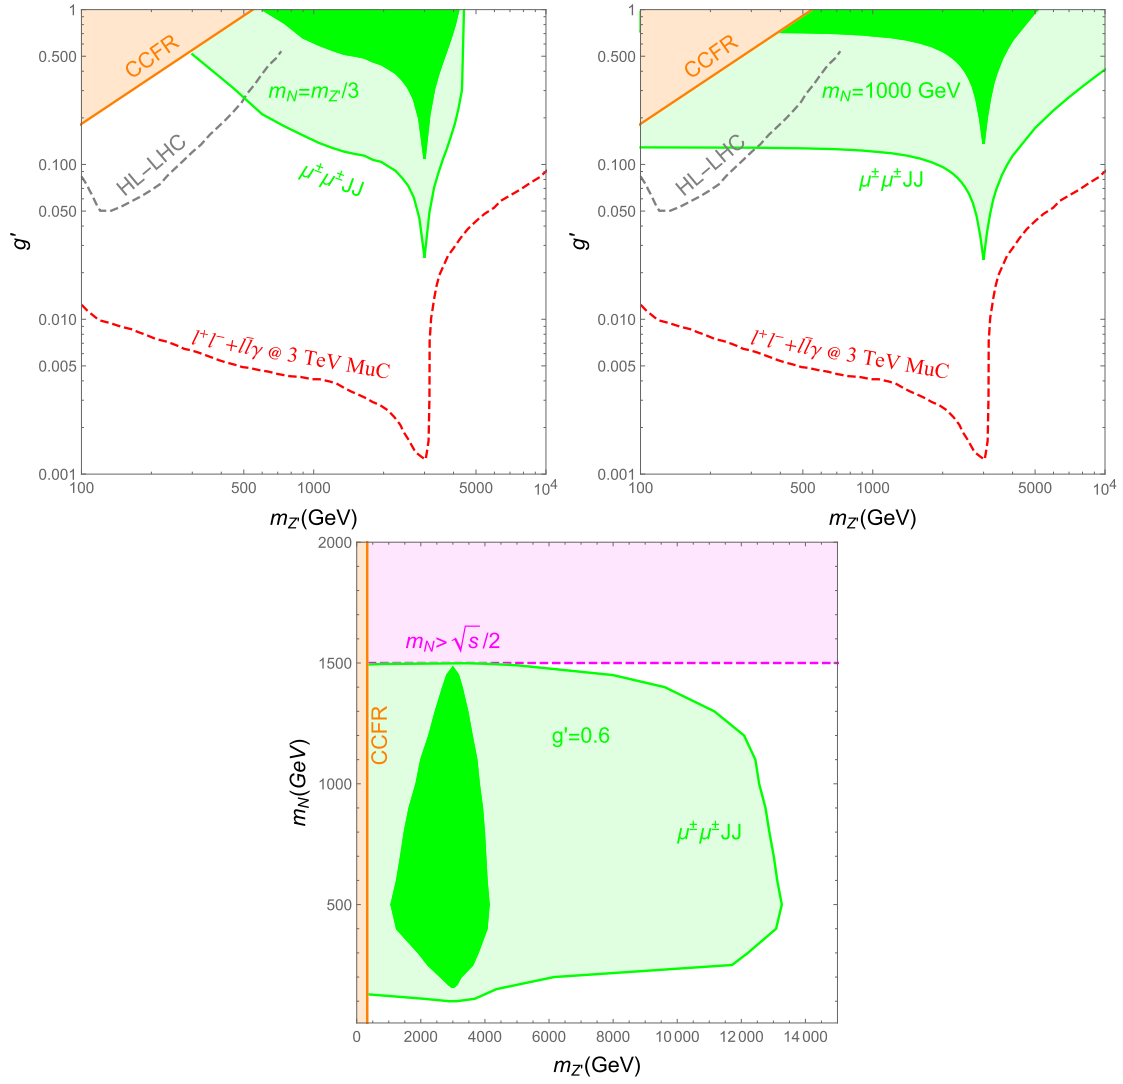 1
0.500
0.100
0.050
0.010
0.005
0.001
g′
CCFR
m_N=m_Z′/3
HL-LHC
μ±μ±JJ
l⁺l⁻+l l̄γ @ 3 TeV MuC
100
500
1000
5000
10⁴
m_Z′(GeV)
1
0.500
0.100
0.050
0.010
0.005
0.001
g′
CCFR
m_N=1000 GeV
HL-LHC
μ±μ±JJ
l⁺l⁻+l l̄γ @ 3 TeV MuC
100
500
1000
5000
10⁴
m_Z′(GeV)
2000
1500
1000
500
m_N(GeV)
m_N>√s/2
CCFR
g′=0.6
μ±μ±JJ
0
2000
4000
6000
8000
10000
12000
14000
m_Z′(GeV)